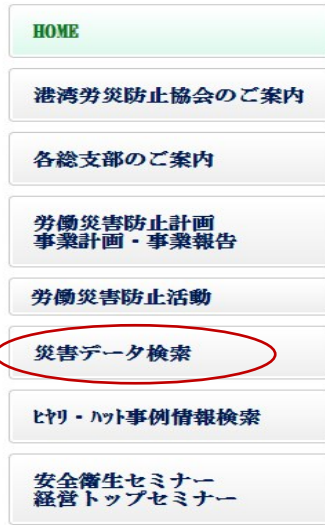 HOME
港湾労災防止協会のご案内
各総支部のご案内
労働災害防止計画
事業計画・事業報告
労働災害防止活動
災害データ検索
ﾋﾔﾘ・ﾊｯﾄ事例情報検索
安全衛生セミナー
経営トップセミナー